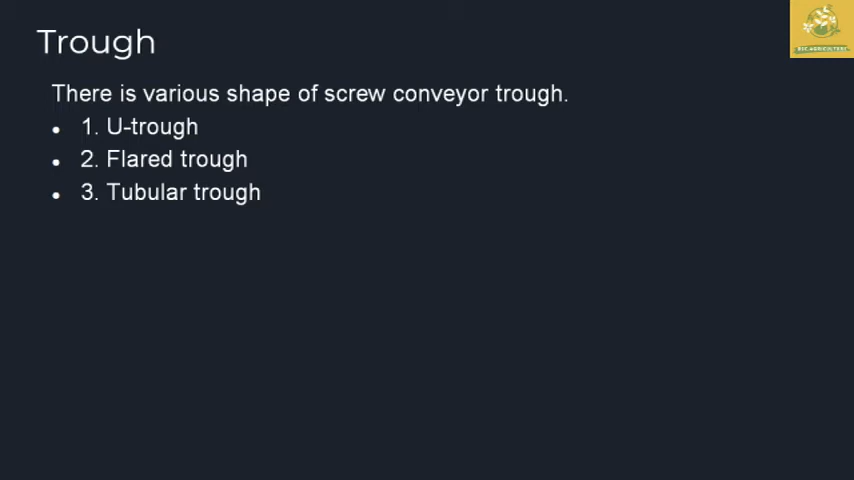 Trough
There is various shape of screw conveyor trough.
• 1. U-trough
• 2. Flared trough
• 3. Tubular trough